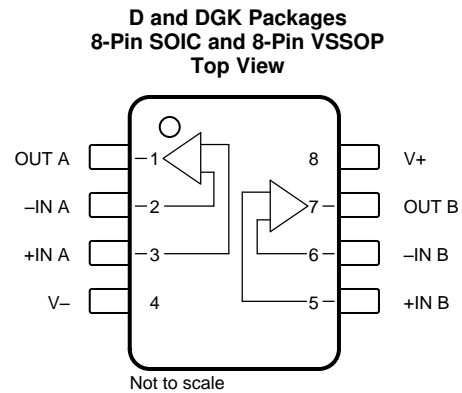 D and DGK Packages
8-Pin SOIC and 8-Pin VSSOP
Top View
OUT A 1 8 V+
–IN A 2 7 OUT B
+IN A 3 6 –IN B
V– 4 5 +IN B
Not to scale